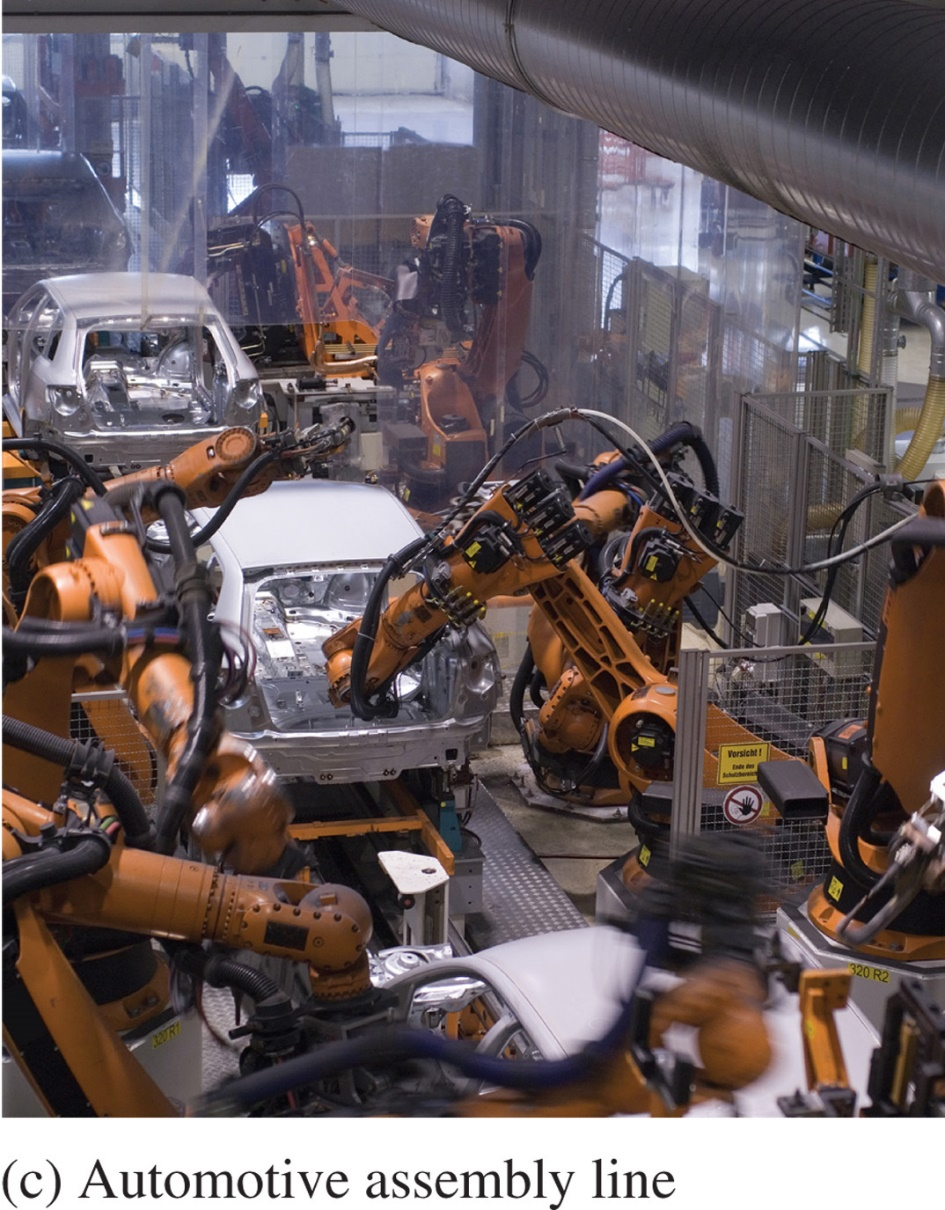 Vorsicht !
Ende des
Schutzbereichs
320 R2
320 R1
(c) Automotive assembly line